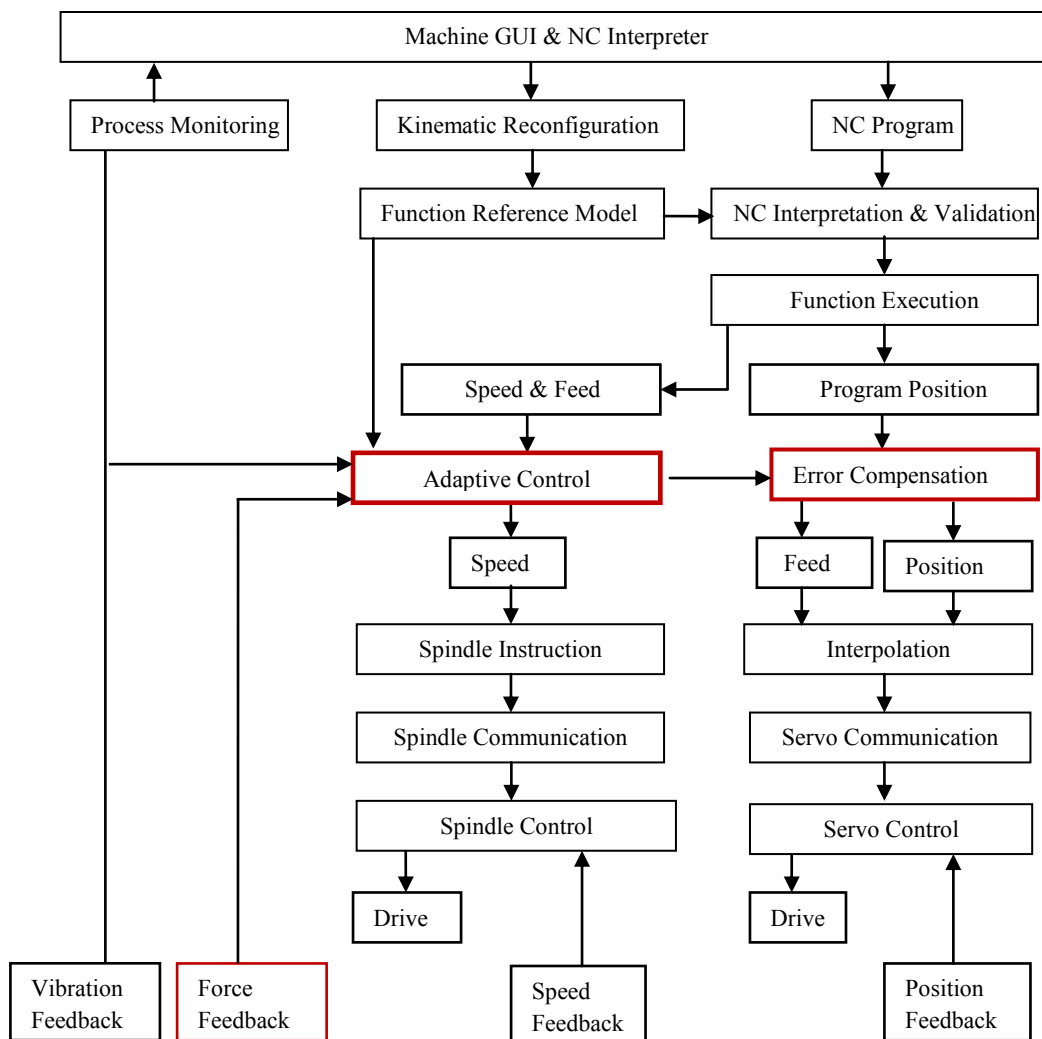 Machine GUI & NC Interpreter
Process Monitoring
Kinematic Reconfiguration
NC Program
Function Reference Model
NC Interpretation & Validation
Function Execution
Speed & Feed
Program Position
Adaptive Control
Error Compensation
Speed
Feed
Position
Spindle Instruction
Interpolation
Spindle Communication
Servo Communication
Spindle Control
Servo Control
Drive
Drive
Vibration
Feedback
Force
Feedback
Speed
Feedback
Position
Feedback